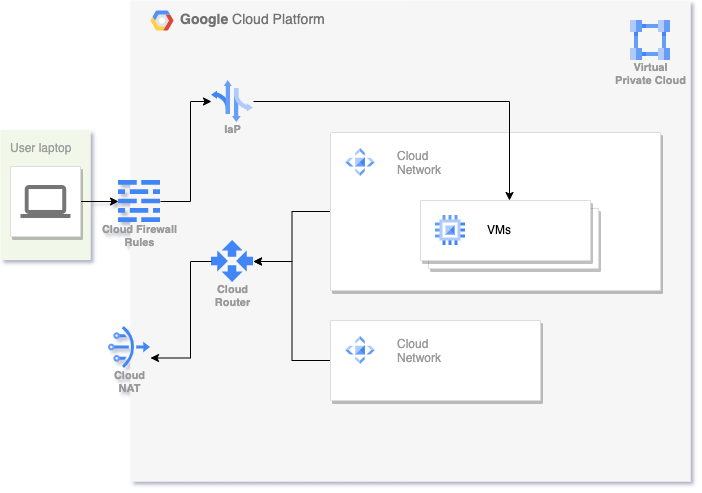 Google Cloud Platform
Virtual
Private Cloud
IaP
User laptop
Cloud
Network
Cloud Firewall
Rules
VMs
Cloud
Router
Cloud
Network
Cloud
NAT